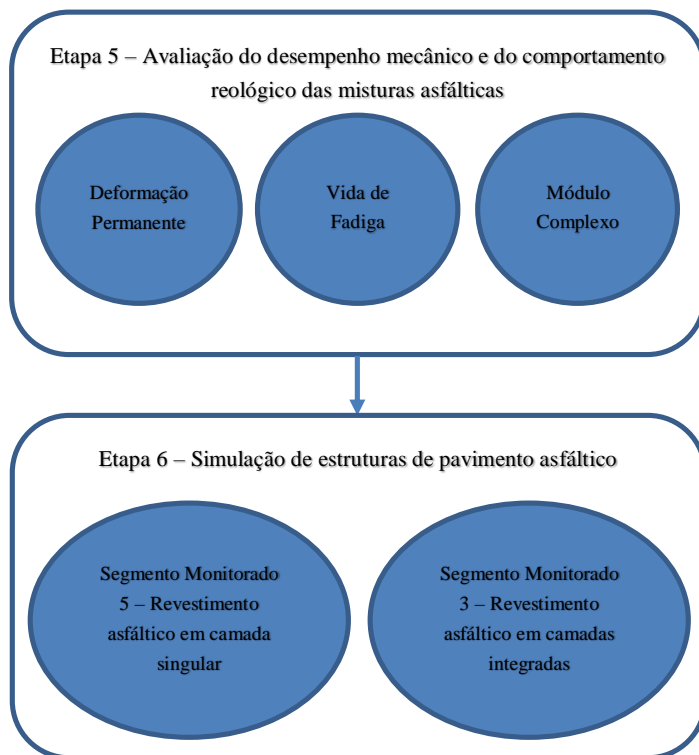 Etapa 5 – Avaliação do desempenho mecânico e do comportamento
reológico das misturas asfálticas
Deformação
Permanente
Vida de
Fadiga
Módulo
Complexo
Etapa 6 – Simulação de estruturas de pavimento asfáltico
Segmento Monitorado
5 – Revestimento
asfáltico em camada
singular
Segmento Monitorado
3 – Revestimento
asfáltico em camadas
integradas